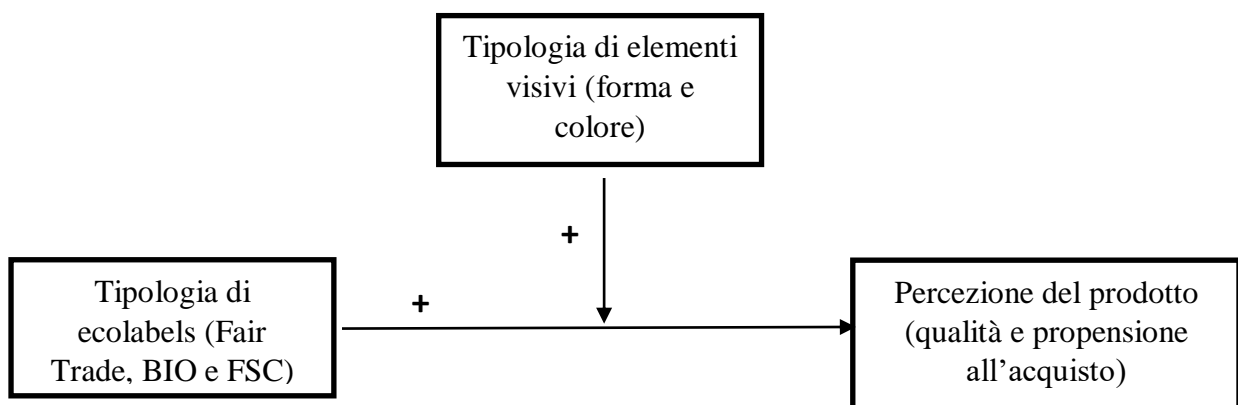 Tipologia di elementi
visivi (forma e
colore)
+
+
Tipologia di
ecolabels (Fair
Trade, BIO e FSC)
Percezione del prodotto
(qualità e propensione
all’acquisto)